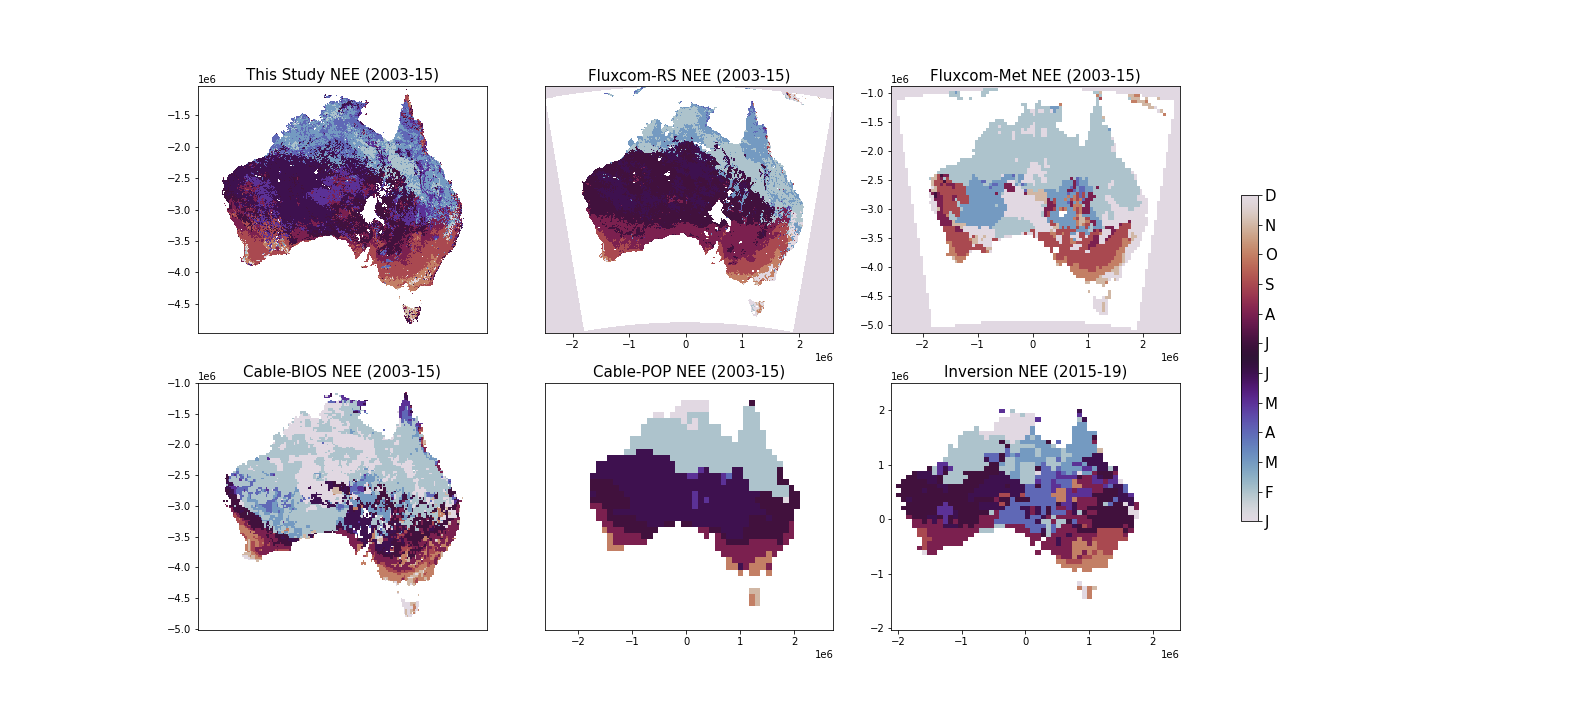 This Study NEE (2003-15)
Fluxcom-RS NEE (2003-15)
Fluxcom-Met NEE (2003-15)
1e6
−1.5
−2.0
−2.5
−3.0
−3.5
−4.0
−4.5
−2
−1
0
1
2
1e6
1e6
−1.0
−1.5
−2.0
−2.5
−3.0
−3.5
−4.0
−4.5
−5.0
−2
−1
0
1
2
1e6
Cable-BIOS NEE (2003-15)
Cable-POP NEE (2003-15)
Inversion NEE (2015-19)
1e6
−1.0
−1.5
−2.0
−2.5
−3.0
−3.5
−4.0
−4.5
−5.0
−2
−1
0
1
2
1e6
1e6
2
1
0
−1
−2
−2
−1
0
1
2
1e6
D
N
O
S
A
J
J
M
A
M
F
J